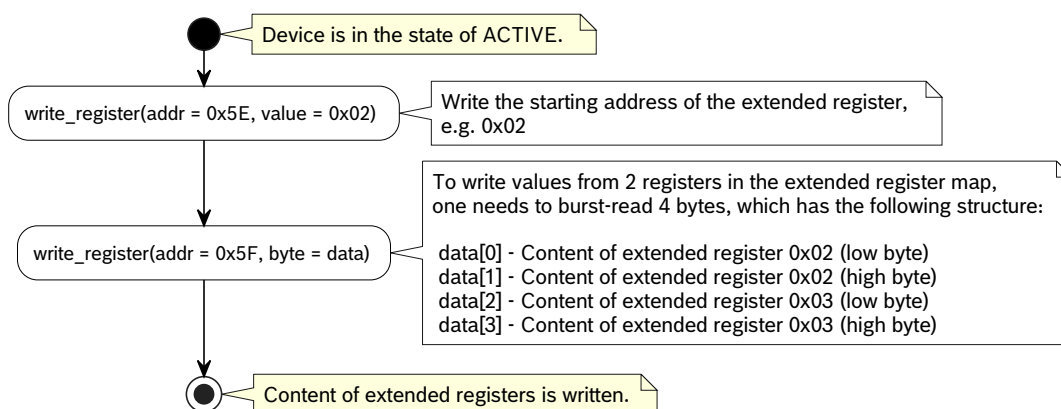 Device is in the state of ACTIVE.
write_register(addr = 0x5E, value = 0x02)
Write the starting address of the extended register,
e.g. 0x02
write_register(addr = 0x5F, byte = data)
To write values from 2 registers in the extended register map,
one needs to burst-read 4 bytes, which has the following structure:
data[0] - Content of extended register 0x02 (low byte)
data[1] - Content of extended register 0x02 (high byte)
data[2] - Content of extended register 0x03 (low byte)
data[3] - Content of extended register 0x03 (high byte)
Content of extended registers is written.